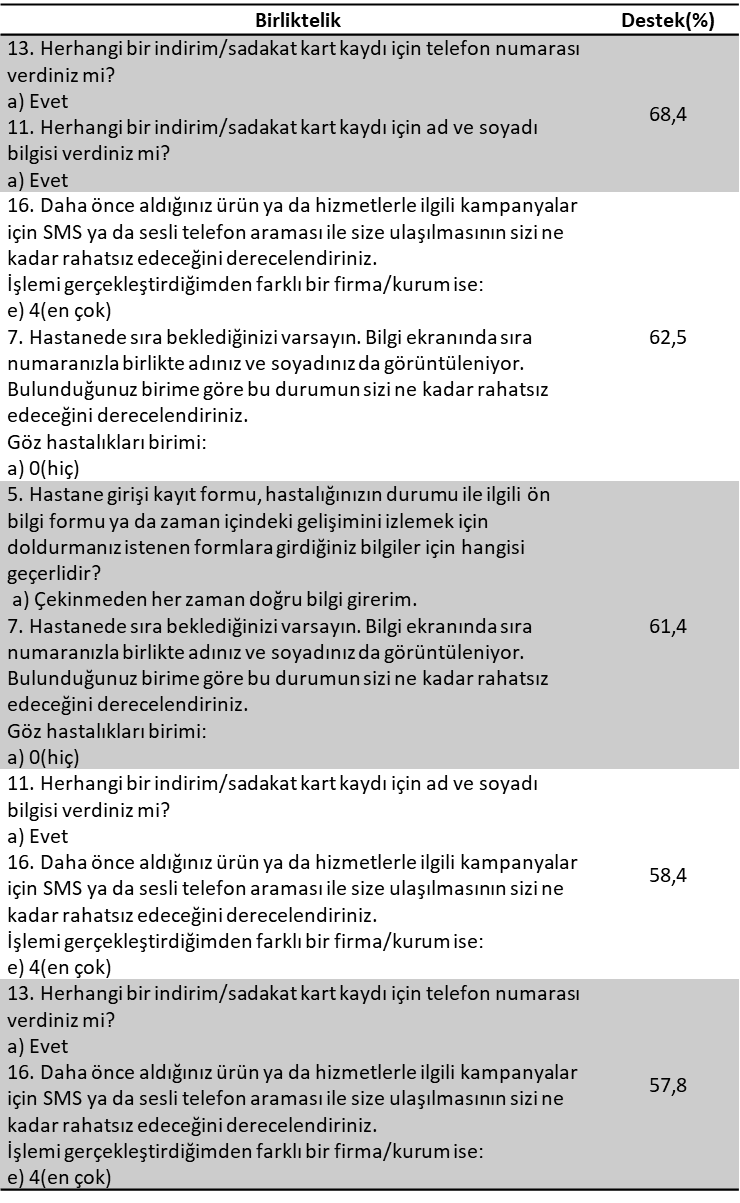 Birliktelik Destek(%)
13. Herhangi bir indirim/sadakat kart kaydı için telefon numarası
verdiniz mi?
a) Evet
68,4
11. Herhangi bir indirim/sadakat kart kaydı için ad ve soyadı
bilgisi verdiniz mi?
a) Evet
16. Daha önce aldığınız ürün ya da hizmetlerle ilgili kampanyalar
için SMS ya da sesli telefon araması ile size ulaşılmasının sizi ne
kadar rahatsız edeceğini derecelendiriniz.
İşlemi gerçekleştirdiğimden farklı bir firma/kurum ise:
e) 4(en çok)
7. Hastanede sıra beklediğinizi varsayın. Bilgi ekranında sıra
62,5
numaranızla birlikte adınız ve soyadınız da görüntüleniyor.
Bulunduğunuz birime göre bu durumun sizi ne kadar rahatsız
edeceğini derecelendiriniz.
Göz hastalıkları birimi:
a) 0(hiç)
5. Hastane girişi kayıt formu, hastalığınızın durumu ile ilgili ön
bilgi formu ya da zaman içindeki gelişimini izlemek için
doldurmanız istenen formlara girdiğiniz bilgiler için hangisi
geçerlidir?
a) Çekinmeden her zaman doğru bilgi girerim.
7. Hastanede sıra beklediğinizi varsayın. Bilgi ekranında sıra
61,4
numaranızla birlikte adınız ve soyadınız da görüntüleniyor.
Bulunduğunuz birime göre bu durumun sizi ne kadar rahatsız
edeceğini derecelendiriniz.
Göz hastalıkları birimi:
a) 0(hiç)
11. Herhangi bir indirim/sadakat kart kaydı için ad ve soyadı
bilgisi verdiniz mi?
a) Evet
16. Daha önce aldığınız ürün ya da hizmetlerle ilgili kampanyalar
58,4
için SMS ya da sesli telefon araması ile size ulaşılmasının sizi ne
kadar rahatsız edeceğini derecelendiriniz.
İşlemi gerçekleştirdiğimden farklı bir firma/kurum ise:
e) 4(en çok)
13. Herhangi bir indirim/sadakat kart kaydı için telefon numarası
verdiniz mi?
a) Evet
16. Daha önce aldığınız ürün ya da hizmetlerle ilgili kampanyalar
57,8
için SMS ya da sesli telefon araması ile size ulaşılmasının sizi ne
kadar rahatsız edeceğini derecelendiriniz.
İşlemi gerçekleştirdiğimden farklı bir firma/kurum ise:
e) 4(en çok)